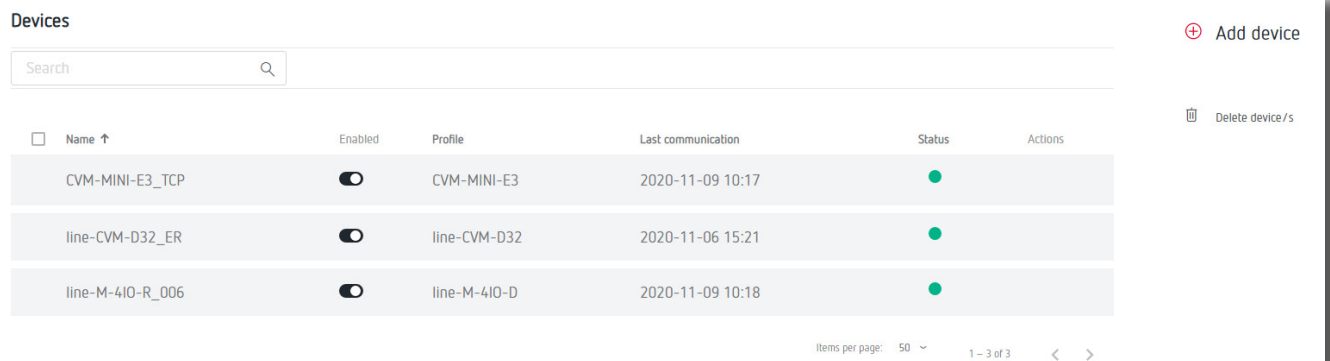 Devices
Add device
Search
Delete device/s
Name ↑ Enabled Profile Last communication Status Actions
CVM-MINI-E3_TCP CVM-MINI-E3 2020-11-09 10:17
line-CVM-D32_ER line-CVM-D32 2020-11-06 15:21
line-M-4IO-R_006 line-M-4IO-D 2020-11-09 10:18
Items per page: 50 1 – 3 of 3